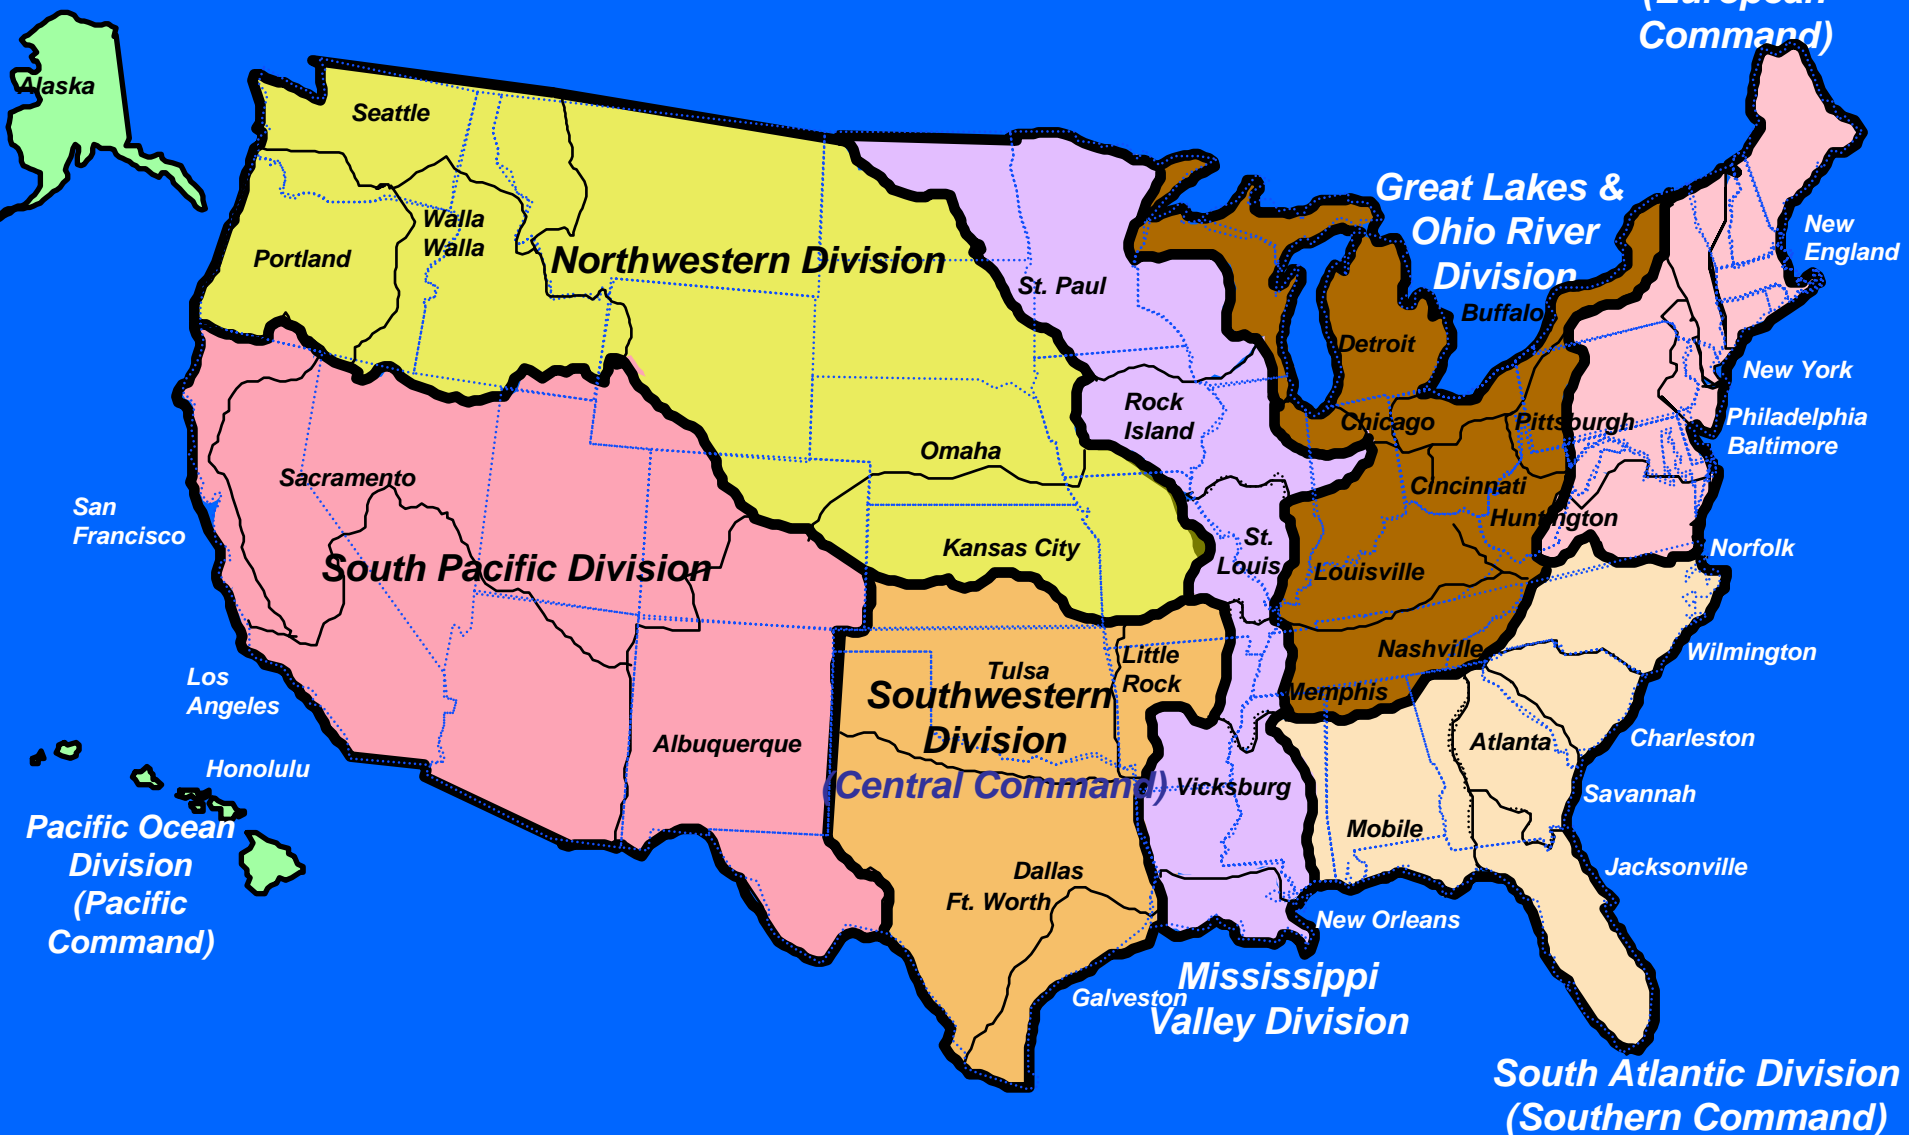 (European
Command)
Alaska
Seattle
Great Lakes &
Ohio River
Division
Walla
Walla
New
England
Portland
Northwestern Division
St. Paul
Buffalo
Detroit
New York
Rock
Island
Chicago
Pittsburgh
Philadelphia
Baltimore
Omaha
Sacramento
Cincinnati
San
Francisco
Huntington
Kansas City
St.
Louis
Norfolk
South Pacific Division
Louisville
Nashville
Wilmington
Little
Rock
Tulsa
Los
Angeles
Southwestern
Division
Memphis
Albuquerque
Atlanta
Charleston
Honolulu
(Central Command)
Vicksburg
Savannah
Pacific Ocean
Division
(Pacific
Command)
Mobile
Jacksonville
Dallas
Ft. Worth
New Orleans
Mississippi
Valley Division
Galveston
South Atlantic Division
(Southern Command)